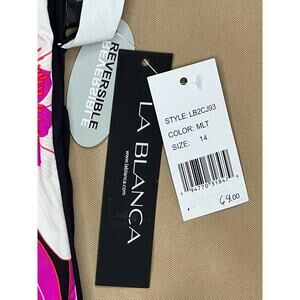 REVERSIBLE
REVERSIBLE
LA BLANCA
www.lablanca.com
STYLE: LB2CJ93
COLOR: MLT
SIZE: 14
64.00